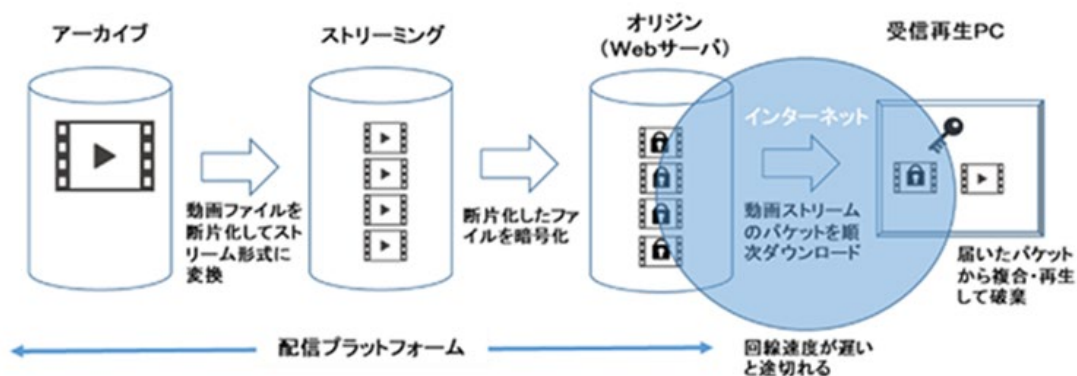 アーカイブ
ストリーミング
オリジン
(Webサーバ)
受信再生PC
インターネット
動画ファイルを
断片化してスト
リーム形式に
変換
断片化したファ
イルを暗号化
動画ストリーム
のパケットを順
次ダウンロード
届いたパケット
から複合・再生
して破棄
配信プラットフォーム
回線速度が遅い
と途切れる